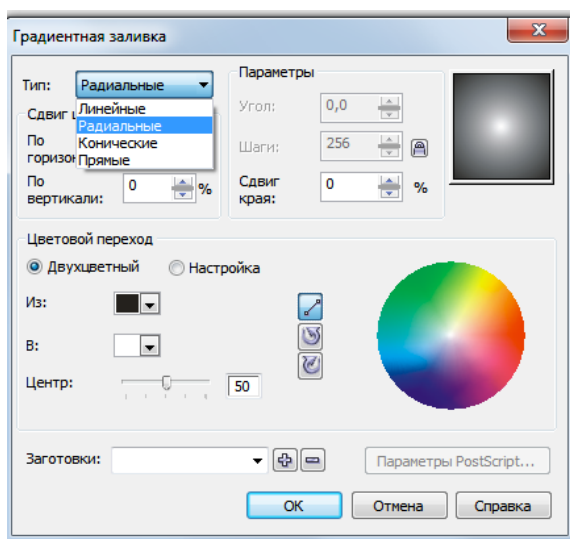 Градиентная заливка
Тип: Радиальные
Линейные
Радиальные
Конические
Прямые
Сдвиг
По
По
вертикали: 0 %
Параметры
Угол: 0,0
Шаги: 256
Сдвиг
края: 0 %
Цветовой переход
Двухцветный Настройка
Из:
В:
Центр: 50
Заготовки: Параметры PostScript...
OK Отмена Справка